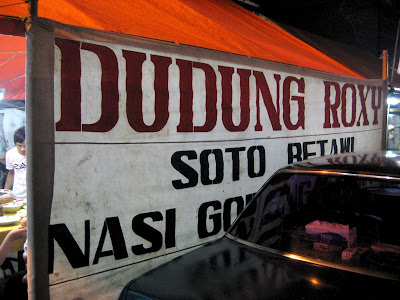 DUDUNG ROXY
SOTO BETAWI
NASI